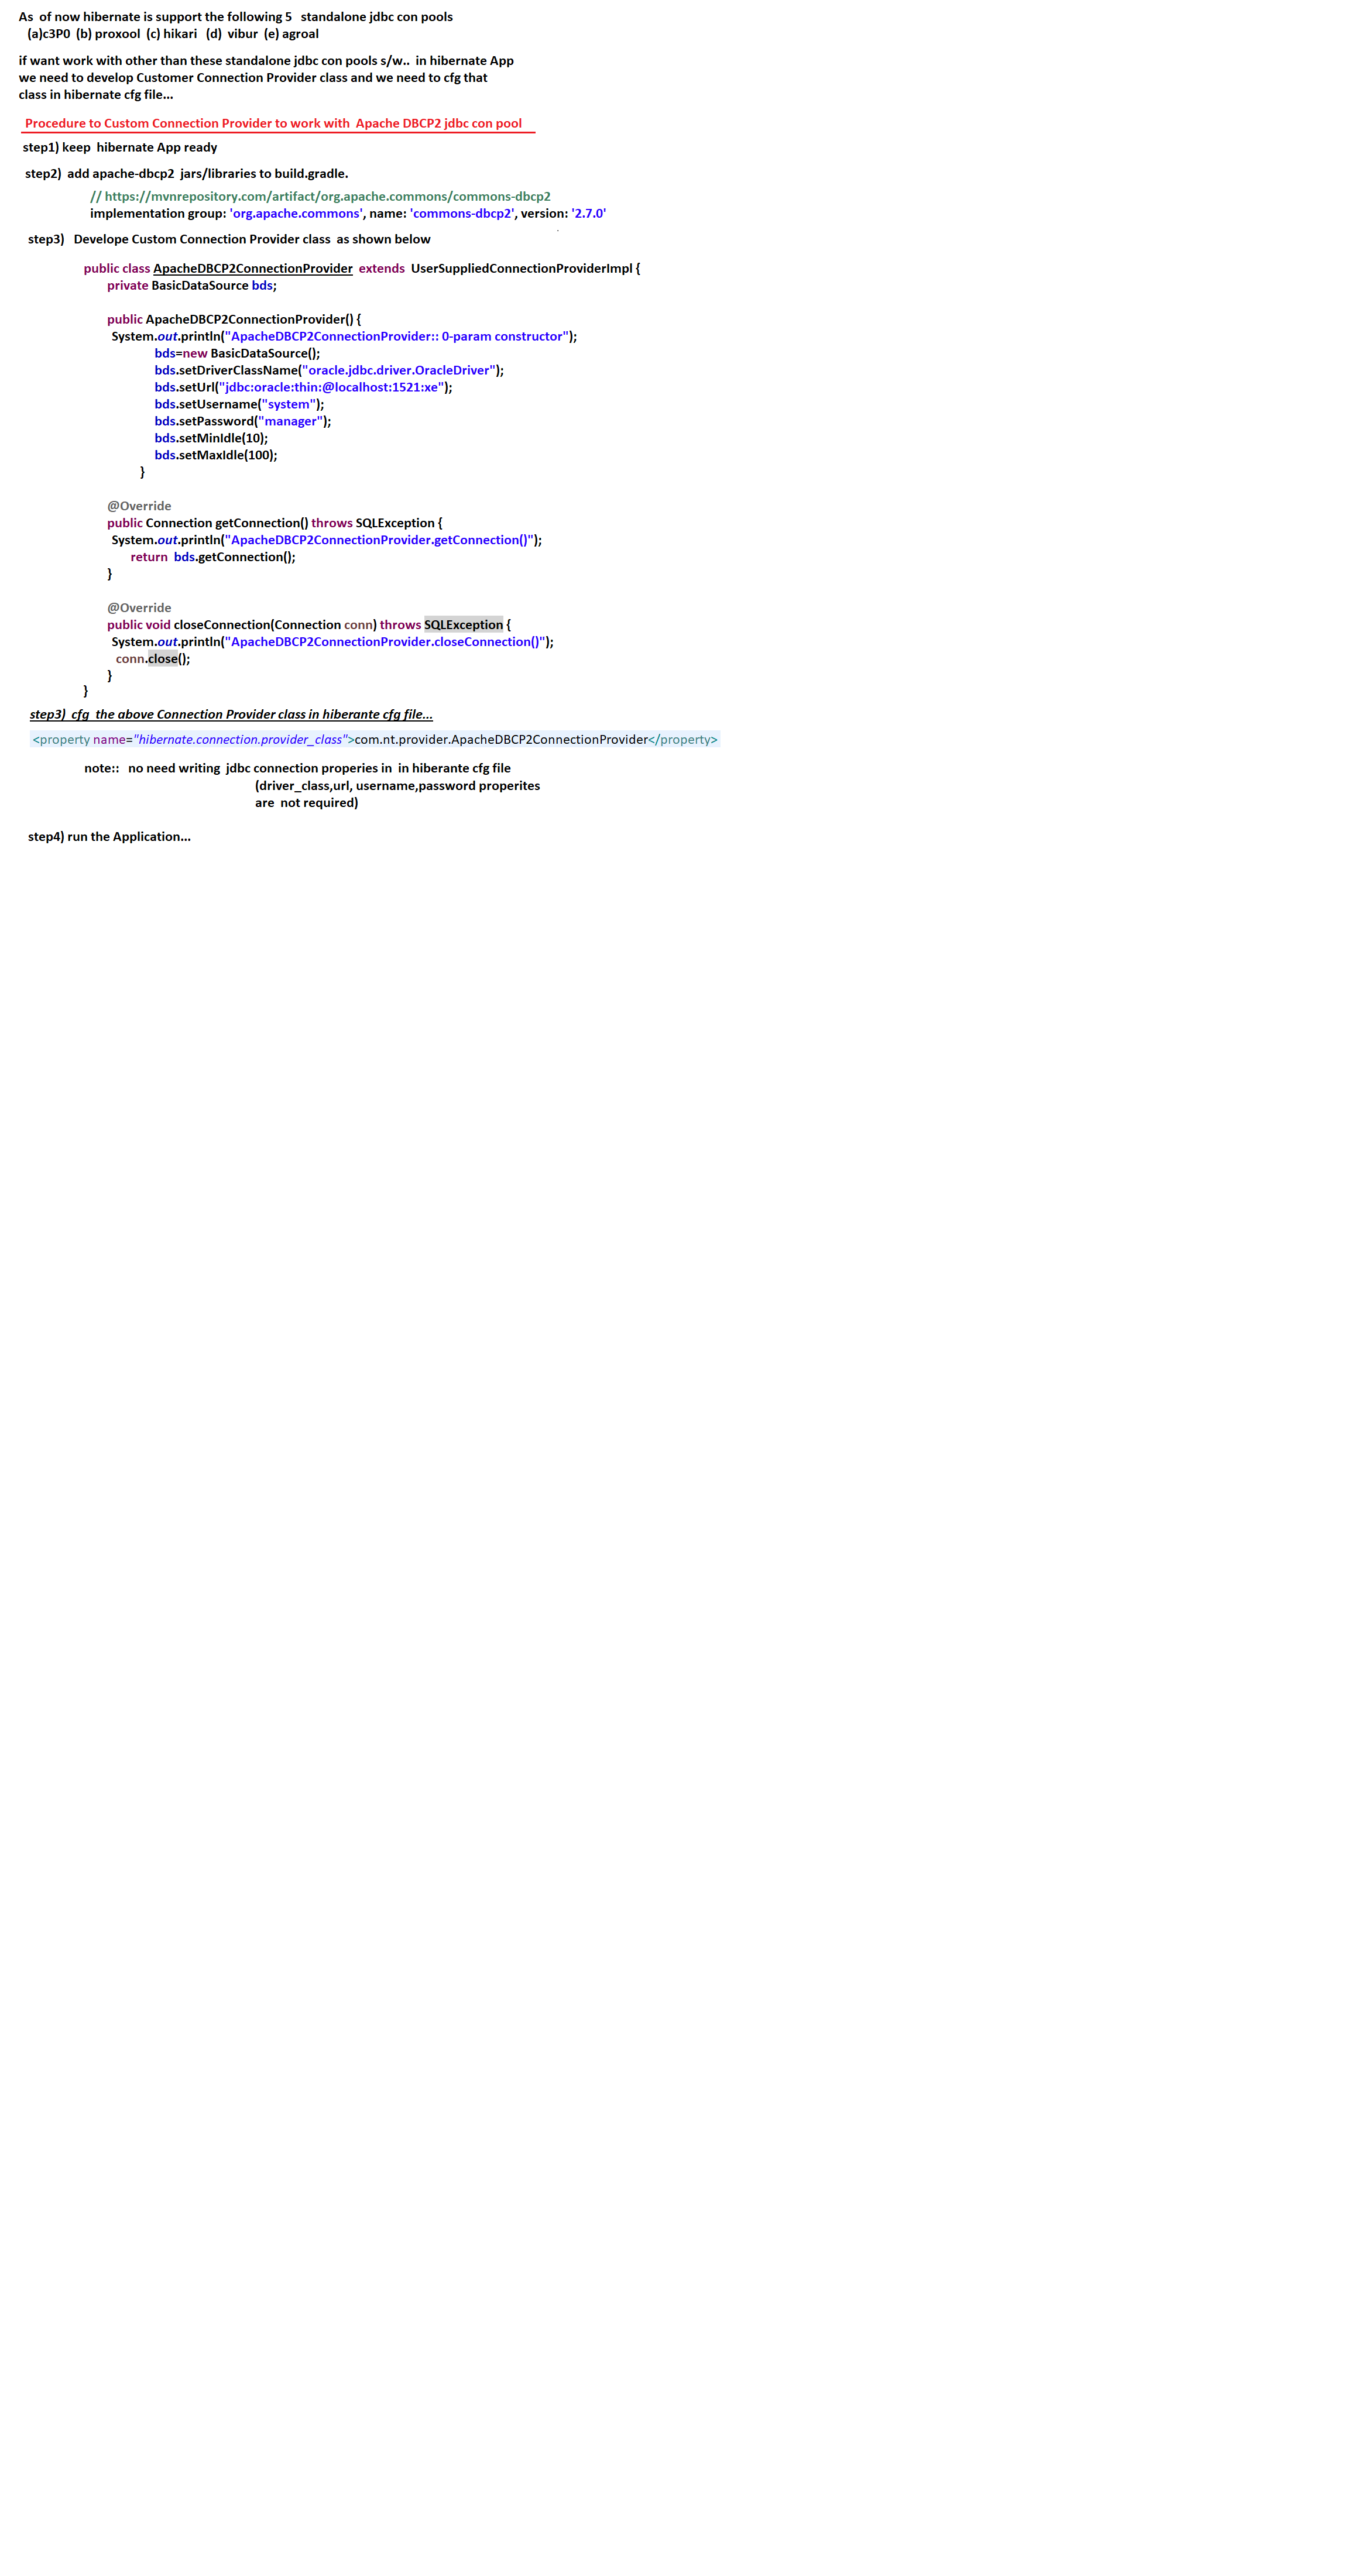 As  of now hibernate is support the following 5   standalone jdbc con pools
(a)c3P0  (b) proxool  (c) hikari   (d)  vibur  (e) agroal
if want work with other than these standalone jdbc con pools s/w..  in hibernate App
we need to develop Customer Connection Provider class and we need to cfg that
class in hibernate cfg file...
Procedure to Custom Connection Provider to work with  Apache DBCP2 jdbc con pool
step1) keep  hibernate App ready
step2)  add apache-dbcp2  jars/libraries to build.gradle.
// https://mvnrepository.com/artifact/org.apache.commons/commons-dbcp2
implementation group: 'org.apache.commons', name: 'commons-dbcp2', version: '2.7.0'
step3)   Develope Custom Connection Provider class  as shown below
public class ApacheDBCP2ConnectionProvider  extends  UserSuppliedConnectionProviderImpl {
private BasicDataSource bds;
public ApacheDBCP2ConnectionProvider() {
System.out.println("ApacheDBCP2ConnectionProvider:: 0-param constructor");
bds=new BasicDataSource();
bds.setDriverClassName("oracle.jdbc.driver.OracleDriver");
bds.setUrl("jdbc:oracle:thin:@localhost:1521:xe");
bds.setUsername("system");
bds.setPassword("manager");
bds.setMinIdle(10);
bds.setMaxIdle(100);
}
@Override
public Connection getConnection() throws SQLException {
System.out.println("ApacheDBCP2ConnectionProvider.getConnection()");
return  bds.getConnection();
}
@Override
public void closeConnection(Connection conn) throws SQLException {
System.out.println("ApacheDBCP2ConnectionProvider.closeConnection()");
conn.close();
}
}
step3)  cfg  the above Connection Provider class in hiberante cfg file...
<property name="hibernate.connection.provider_class">com.nt.provider.ApacheDBCP2ConnectionProvider</property>
note::   no need writing  jdbc connection properies in  in hiberante cfg file
(driver_class,url, username,password properites
are  not required)
step4) run the Application...